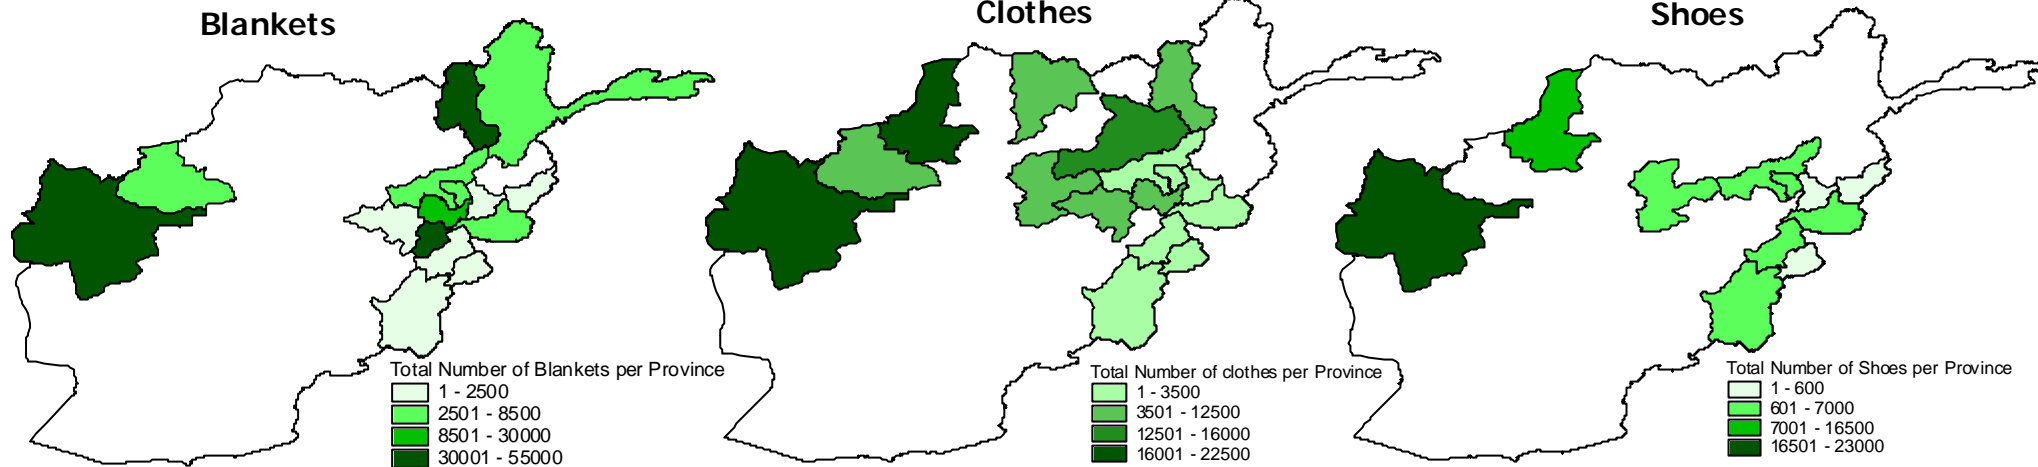 Blankets
Clothes
Shoes
Total Number of Blankets per Province
1 - 2500
2501 - 8500
8501 - 30000
30001 - 55000
Total Number of clothes per Province
1 - 3500
3501 - 12500
12501 - 16000
16001 - 22500
Total Number of Shoes per Province
1 - 600
601 - 7000
7001 - 16500
16501 - 23000